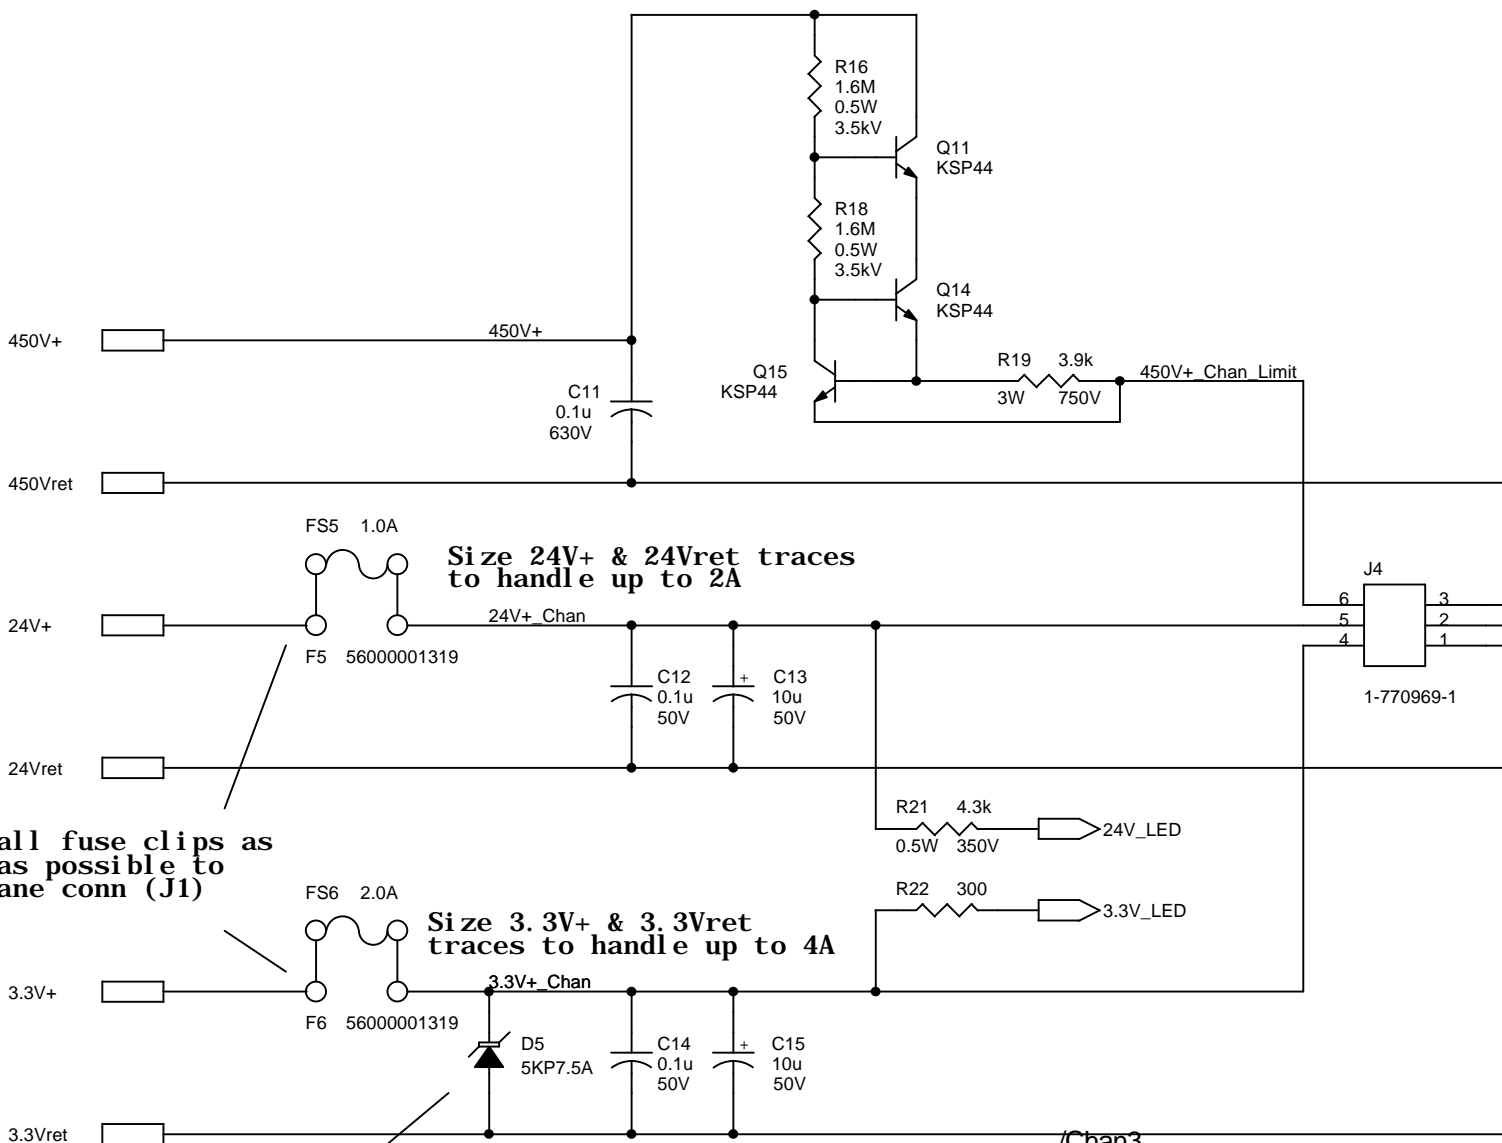 R16
1.6M
0.5W
3.5kV
Q11
KSP44
R18
1.6M
0.5W
3.5kV
Q14
KSP44
450V+
450V+
Q15
KSP44
R19 3.9k
3W 750V
450V+_Chan_Limit
C11
0.1u
630V
450Vret
FS5 1.0A
Size 24V+ & 24Vret traces
to handle up to 2A
J4
24V+
24V+_Chan
6 3
5 2
4 1
F5 56000001319
1-770969-1
C12
0.1u
50V
+ C13
10u
50V
24Vret
R21 4.3k
0.5W 350V
24V_LED
all fuse clips as
as possible to
ane conn (J1)
FS6 2.0A
R22 300
3.3V_LED
Size 3.3V+ & 3.3Vret
traces to handle up to 4A
3.3V+
3.3V+_Chan
F6 56000001319
D5
5KP7.5A
C14
0.1u
50V
+ C15
10u
50V
3.3Vret
/Chan3